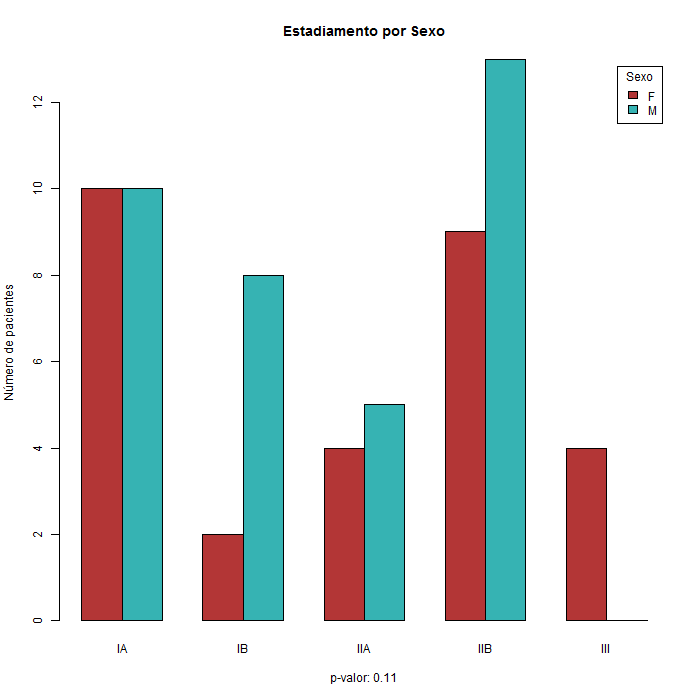 Estadiamento por Sexo
Sexo
F
M
Número de pacientes
12
10
8
6
4
2
0
IA
IB
IIA
IIB
III
p-valor: 0.11